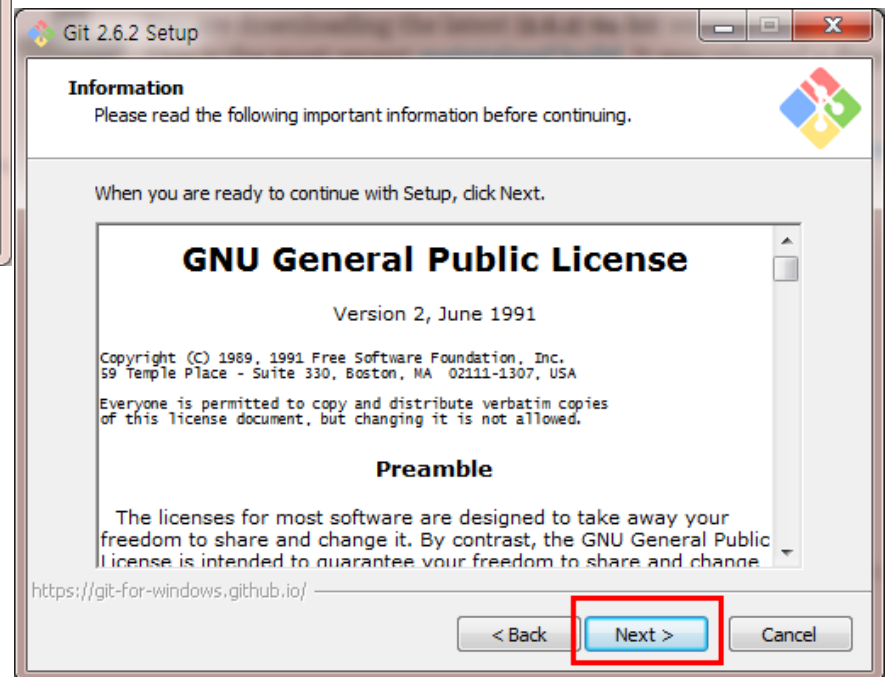 Git 2.6.2 Setup
Information
Please read the following important information before continuing.
When you are ready to continue with Setup, click Next.
GNU General Public License
Version 2, June 1991
Copyright (C) 1989, 1991 Free Software Foundation, Inc.
59 Temple Place - Suite 330, Boston, MA 02111-1307, USA
Everyone is permitted to copy and distribute verbatim copies
of this license document, but changing it is not allowed.
Preamble
The licenses for most software are designed to take away your
freedom to share and change it. By contrast, the GNU General Public
License is intended to guarantee your freedom to share and change
https://git-for-windows.github.io/
< Back Next > Cancel